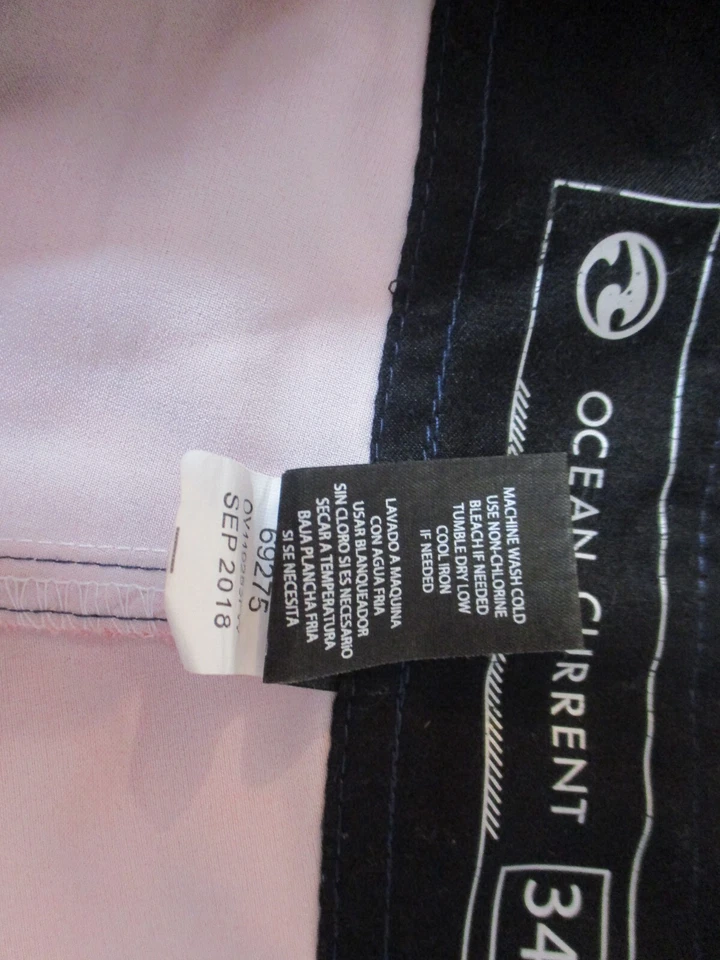 OCEAN CURRENT
34
MACHINE WASH COLD
USE NON-CHLORINE
BLEACH IF NEEDED
TUMBLE DRY LOW
COOL IRON
IF NEEDED
LAVADO A MAQUINA
CON AGUA FRIA
USAR BLANQUEADOR
SIN CLORO SI ES NECESARIO
SECAR A TEMPERATURA
BAJA PLANCHA FRIA
SI SE NECESITA
69275
SEP 2018